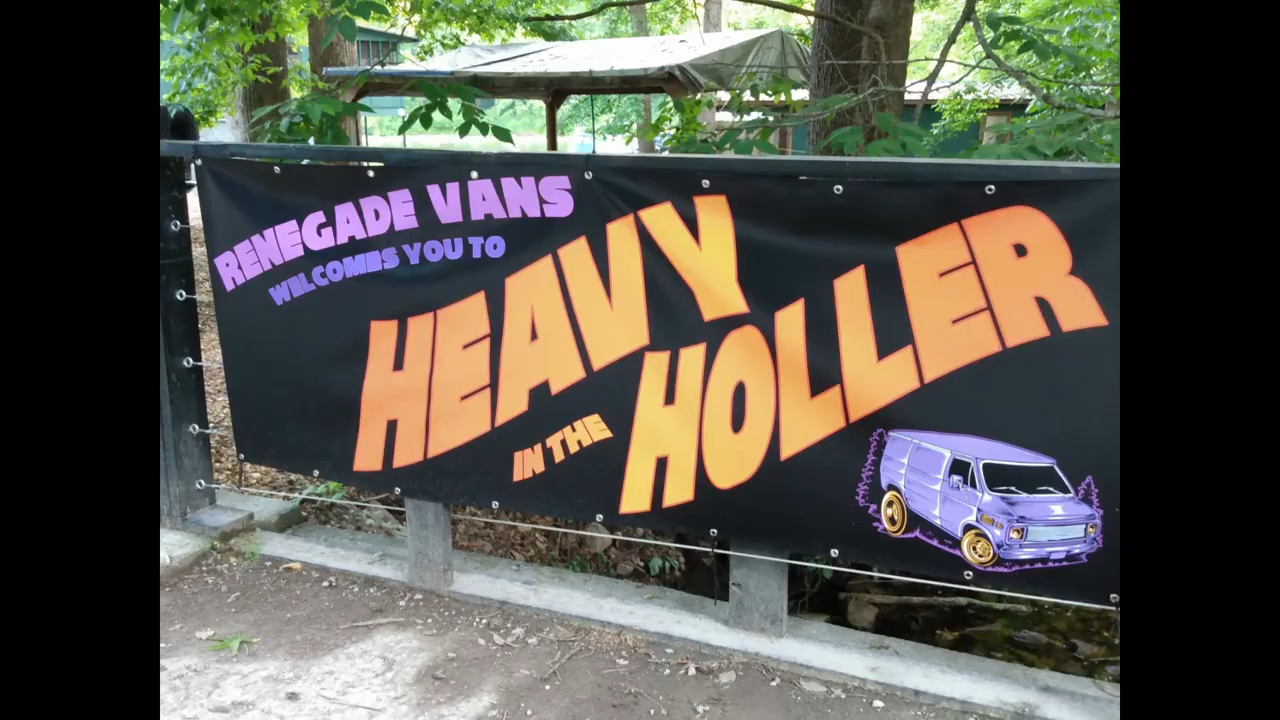 RENEGADE VANS
WELCOMES YOU TO
HEAVY
IN THE
HOLLER